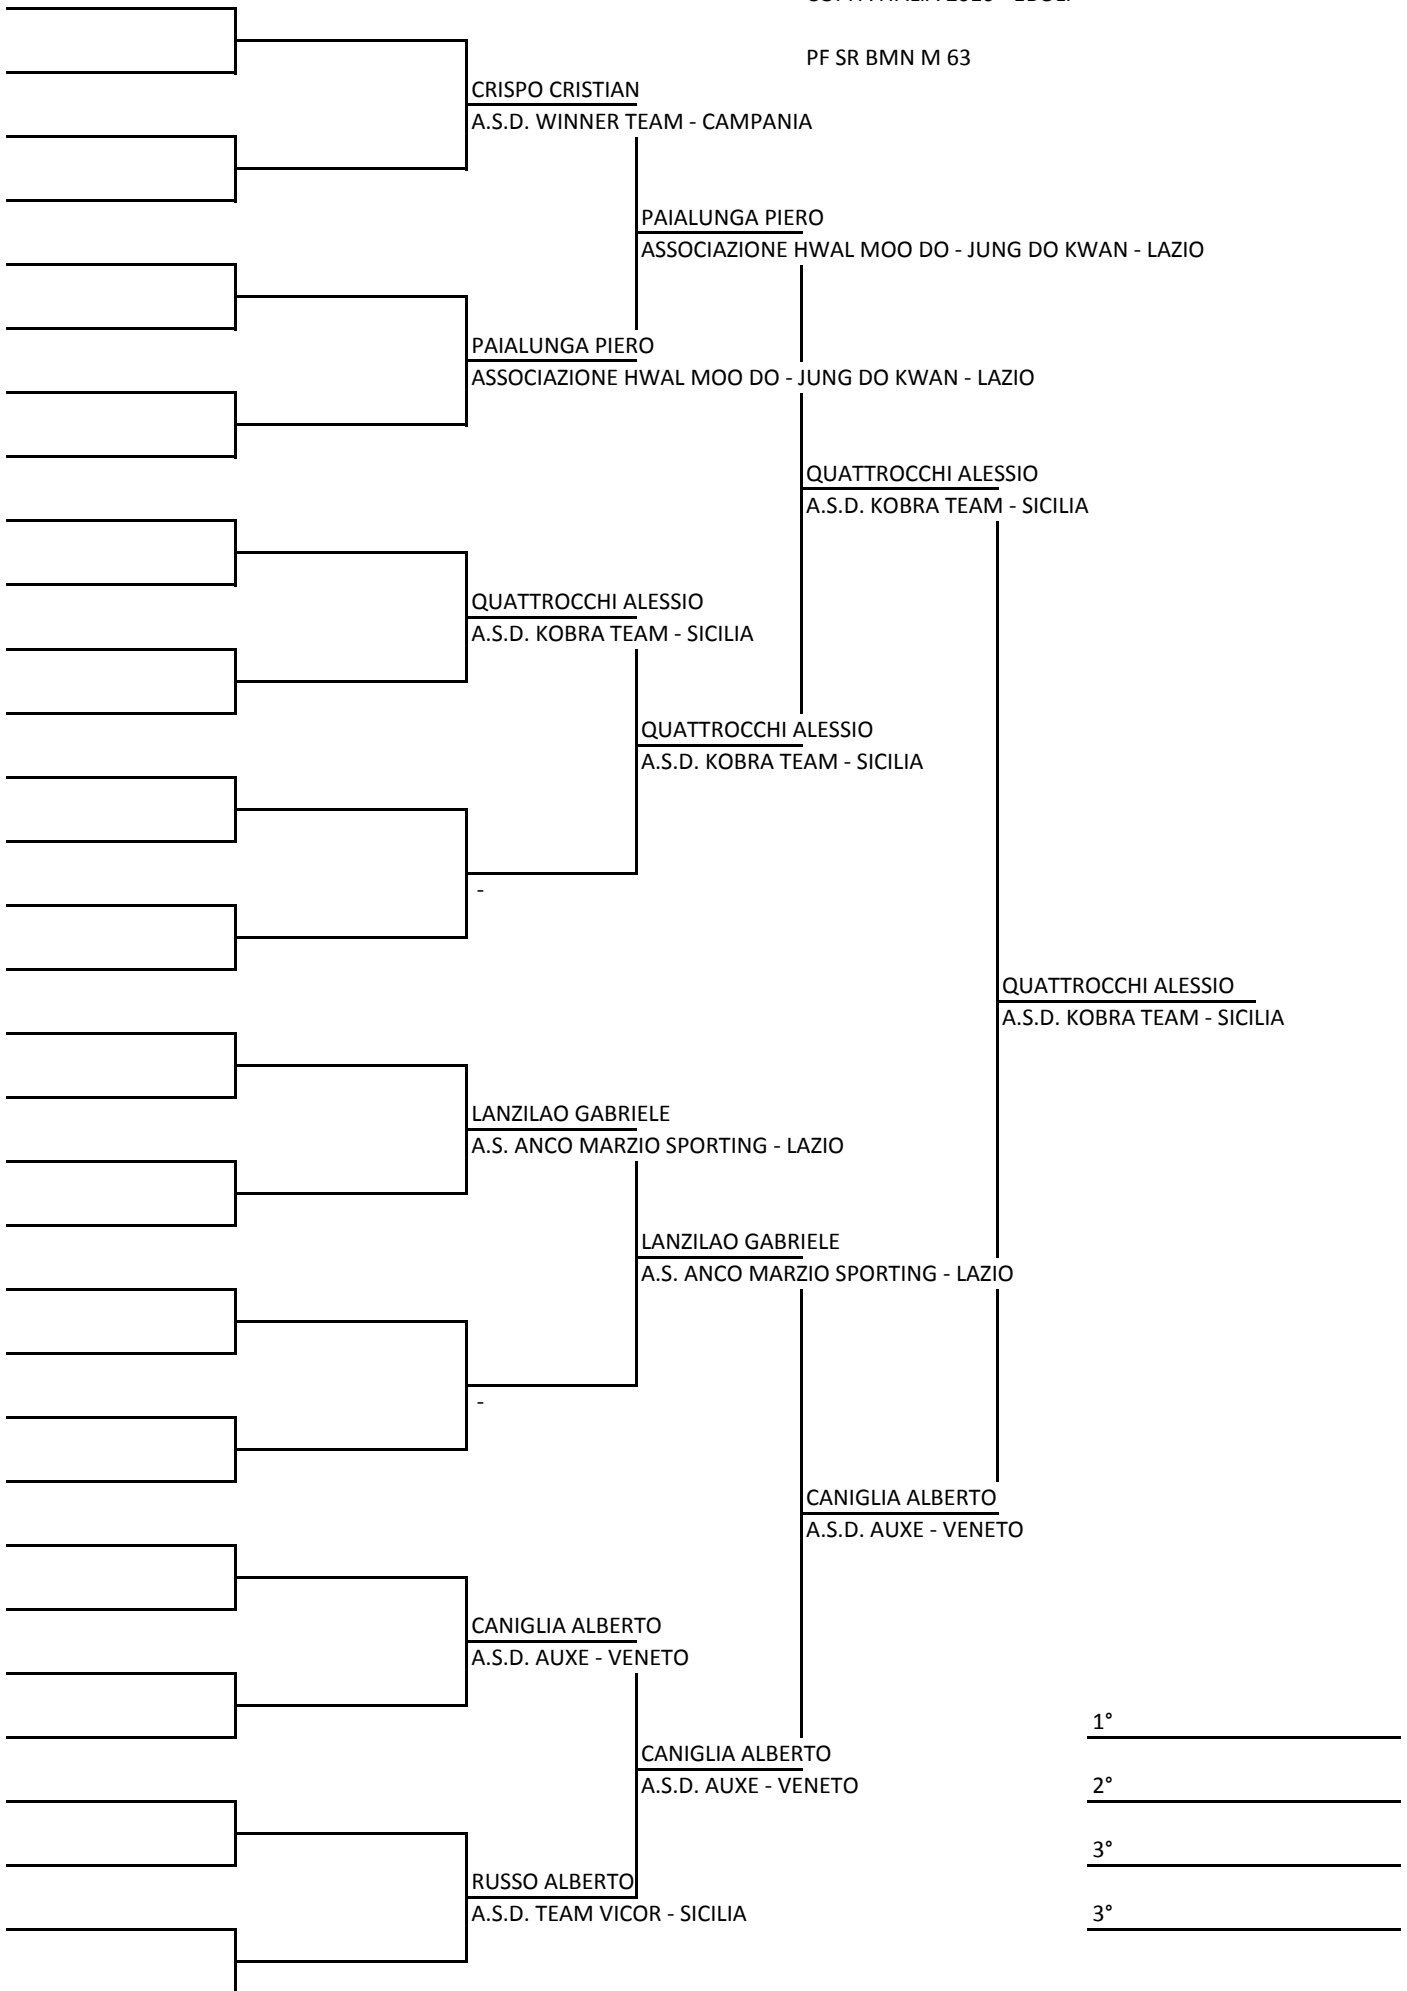 PF SR BMN M 63
CRISPO CRISTIAN
A.S.D. WINNER TEAM - CAMPANIA
PAIALUNGA PIERO
ASSOCIAZIONE HWAL MOO DO - JUNG DO KWAN - LAZIO
PAIALUNGA PIERO
ASSOCIAZIONE HWAL MOO DO - JUNG DO KWAN - LAZIO
QUATTROCCHI ALESSIO
A.S.D. KOBRA TEAM - SICILIA
QUATTROCCHI ALESSIO
A.S.D. KOBRA TEAM - SICILIA
QUATTROCCHI ALESSIO
A.S.D. KOBRA TEAM - SICILIA
-
QUATTROCCHI ALESSIO
A.S.D. KOBRA TEAM - SICILIA
LANZILAO GABRIELE
A.S. ANCO MARZIO SPORTING - LAZIO
LANZILAO GABRIELE
A.S. ANCO MARZIO SPORTING - LAZIO
-
CANIGLIA ALBERTO
A.S.D. AUXE - VENETO
CANIGLIA ALBERTO
A.S.D. AUXE - VENETO
1°
CANIGLIA ALBERTO
A.S.D. AUXE - VENETO
2°
3°
RUSSO ALBERTO
A.S.D. TEAM VICOR - SICILIA
3°